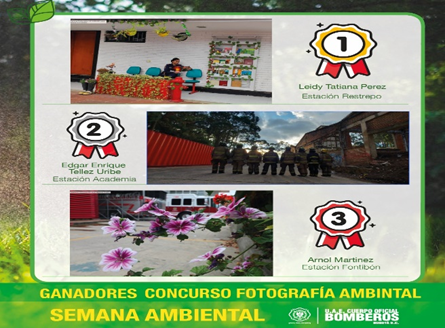 1
Leidy Tatiana Perez
Estación Restrepo
2
Edgar Enrique
Tellez Uribe
Estación Academia
3
Arnol Martinez
Estación Fontibón
GANADORES CONCURSO FOTOGRAFÍA AMBINTAL
SEMANA AMBIENTAL
U.A.E. CUERPO OFICIAL
BOMBEROS
BOGOTÁ D.C.